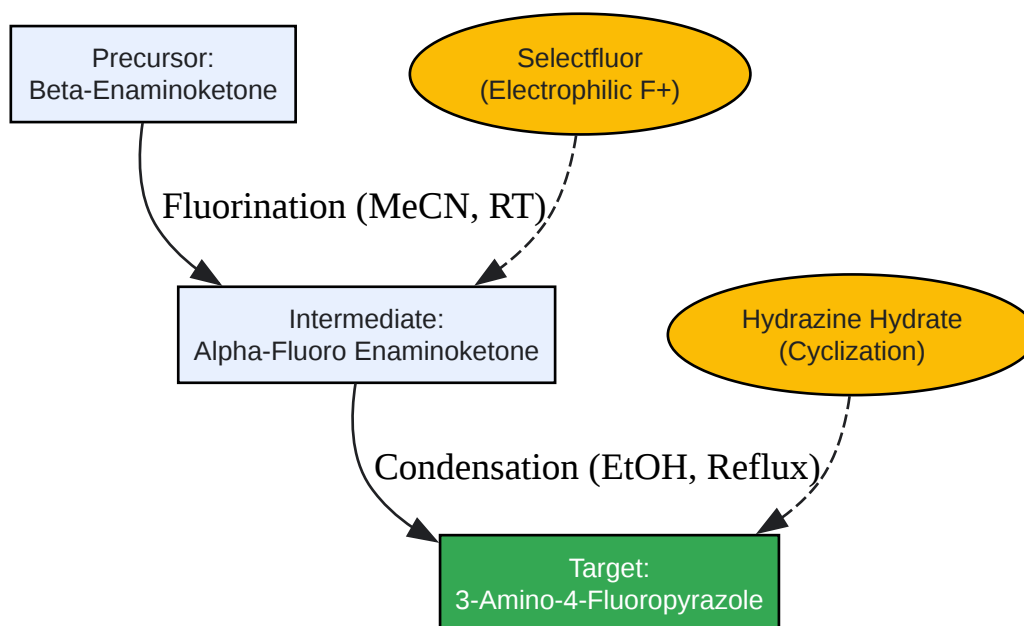 Precursor:
Beta-Enaminoketone
Selectfluor
(Electrophilic F+)
Fluorination (MeCN, RT)
Intermediate:
Alpha-Fluoro Enaminoketone
Hydrazine Hydrate
(Cyclization)
Condensation (EtOH, Reflux)
Target:
3-Amino-4-Fluoropyrazole